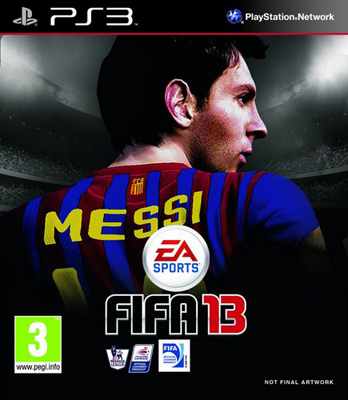 PS3
PlayStation®Network
MESSI
EA
SPORTS
FIFA 13
3
www.pegi.info
NOT FINAL ARTWORK